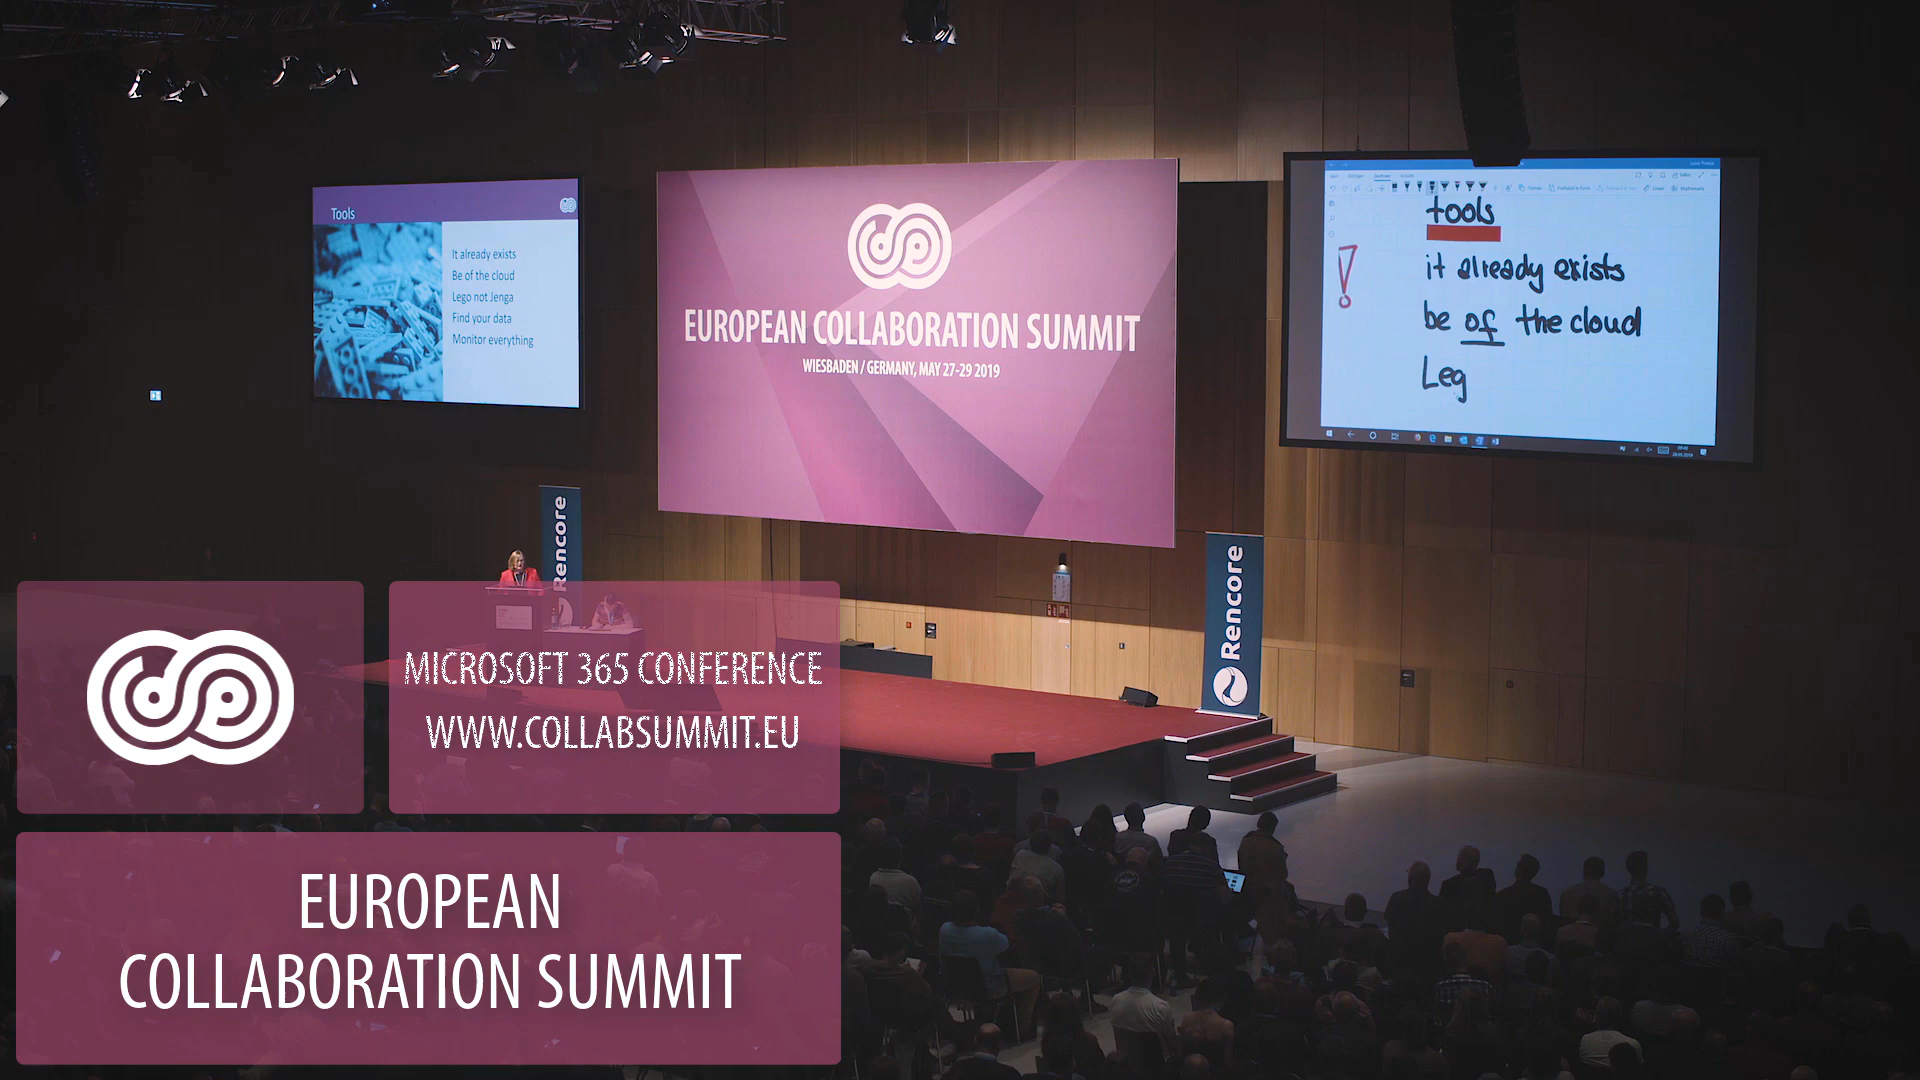 Tools
It already exists
Be of the cloud
Lego not Jenga
Find your data
Monitor everything
EUROPEAN COLLABORATION SUMMIT
WIESBADEN / GERMANY, MAY 27-29 2019
tools
!
it already exists
be of the cloud
Leg
Rencore
Rencore
MICROSOFT 365 CONFERENCE
WWW.COLLABSUMMIT.EU
EUROPEAN
COLLABORATION SUMMIT